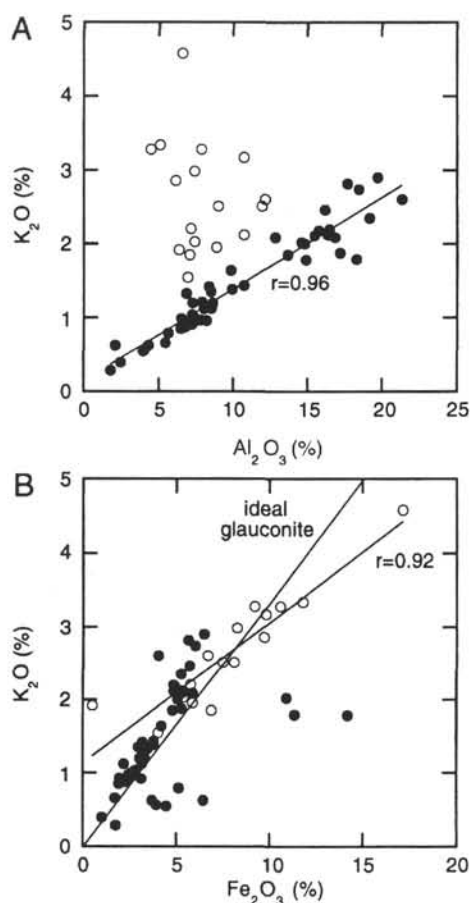 A
5
4
3
2
1
0
K₂O (%)
r=0.96
0 5 10 15 20 25
Al₂O₃ (%)
B
5
4
3
2
1
0
K₂O (%)
ideal
glauconite
r=0.92
0 5 10 15 20
Fe₂O₃ (%)